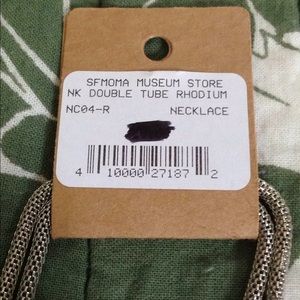 SFMOMA MUSEUM STORE
NK DOUBLE TUBE RHODIUM
NC04-R NECKLACE
4 10000 27187 2